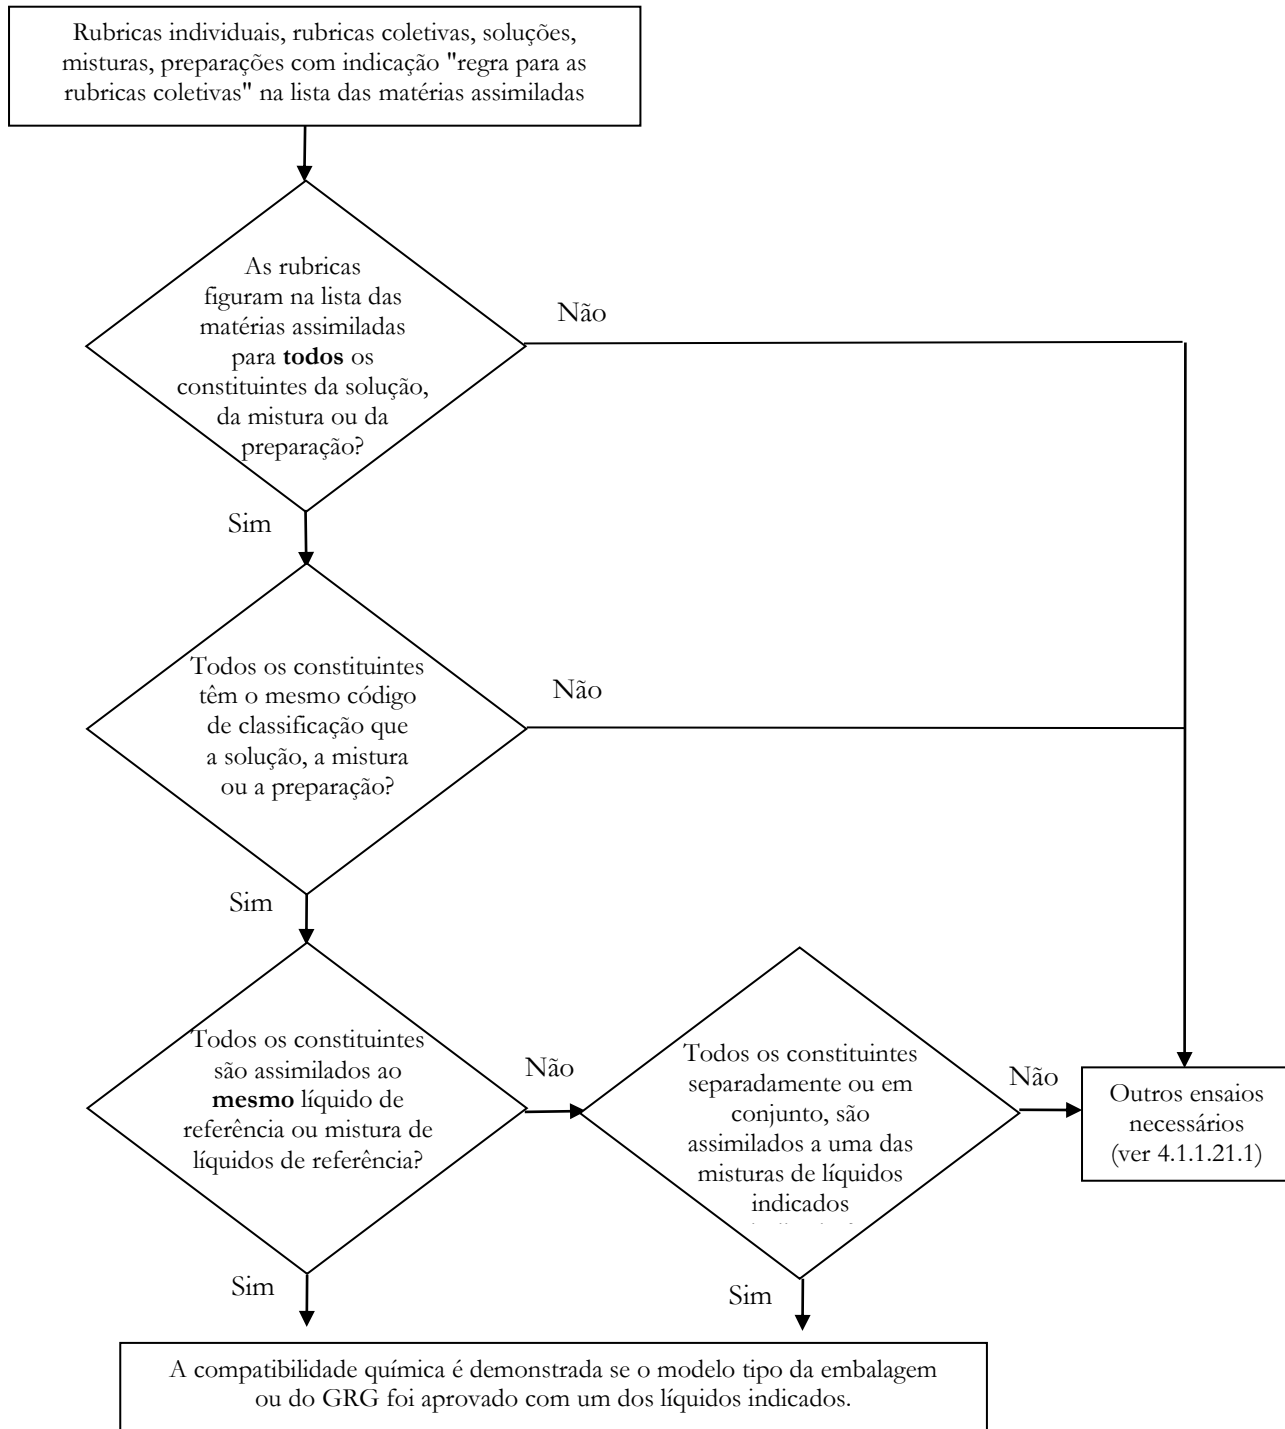 Rubricas individuais, rubricas coletivas, soluções,
misturas, preparações com indicação "regra para as
rubricas coletivas" na lista das matérias assimiladas
As rubricas
figuram na lista das
matérias assimiladas
para todos os
constituintes da solução,
da mistura ou da
preparação?
Não
Sim
Todos os constituintes
têm o mesmo código
de classificação que
a solução, a mistura
ou a preparação?
Não
Sim
Todos os constituintes
são assimilados ao
mesmo líquido de
referência ou mistura de
líquidos de referência?
Não
Todos os constituintes
separadamente ou em
conjunto, são
assimilados a uma das
misturas de líquidos
indicados
Não
Outros ensaios
necessários
(ver 4.1.1.21.1)
Sim
Sim
A compatibilidade química é demonstrada se o modelo tipo da embalagem
ou do GRG foi aprovado com um dos líquidos indicados.